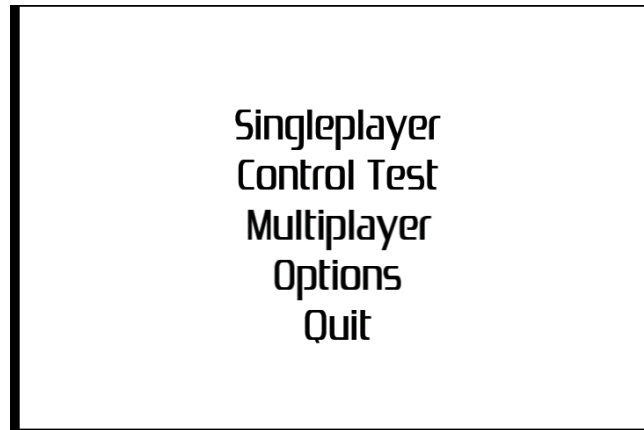 Singleplayer
Control Test
Multiplayer
Options
Quit